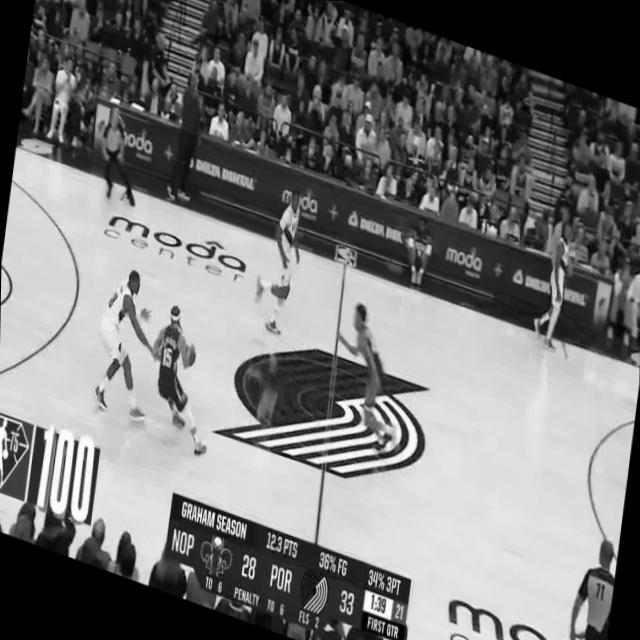 moda
DELTA DENTAL
moda
DELTA DENTAL
moda
DELTA DENTAL
moda
center
15
75
100
GRAHAM SEASON 12.3 PTS 36% FG 34% 3PT
NOP 28 POR 33 1:39 21
TO 6 PENALTY TO 6 FLS 2 FIRST QTR
71
moda